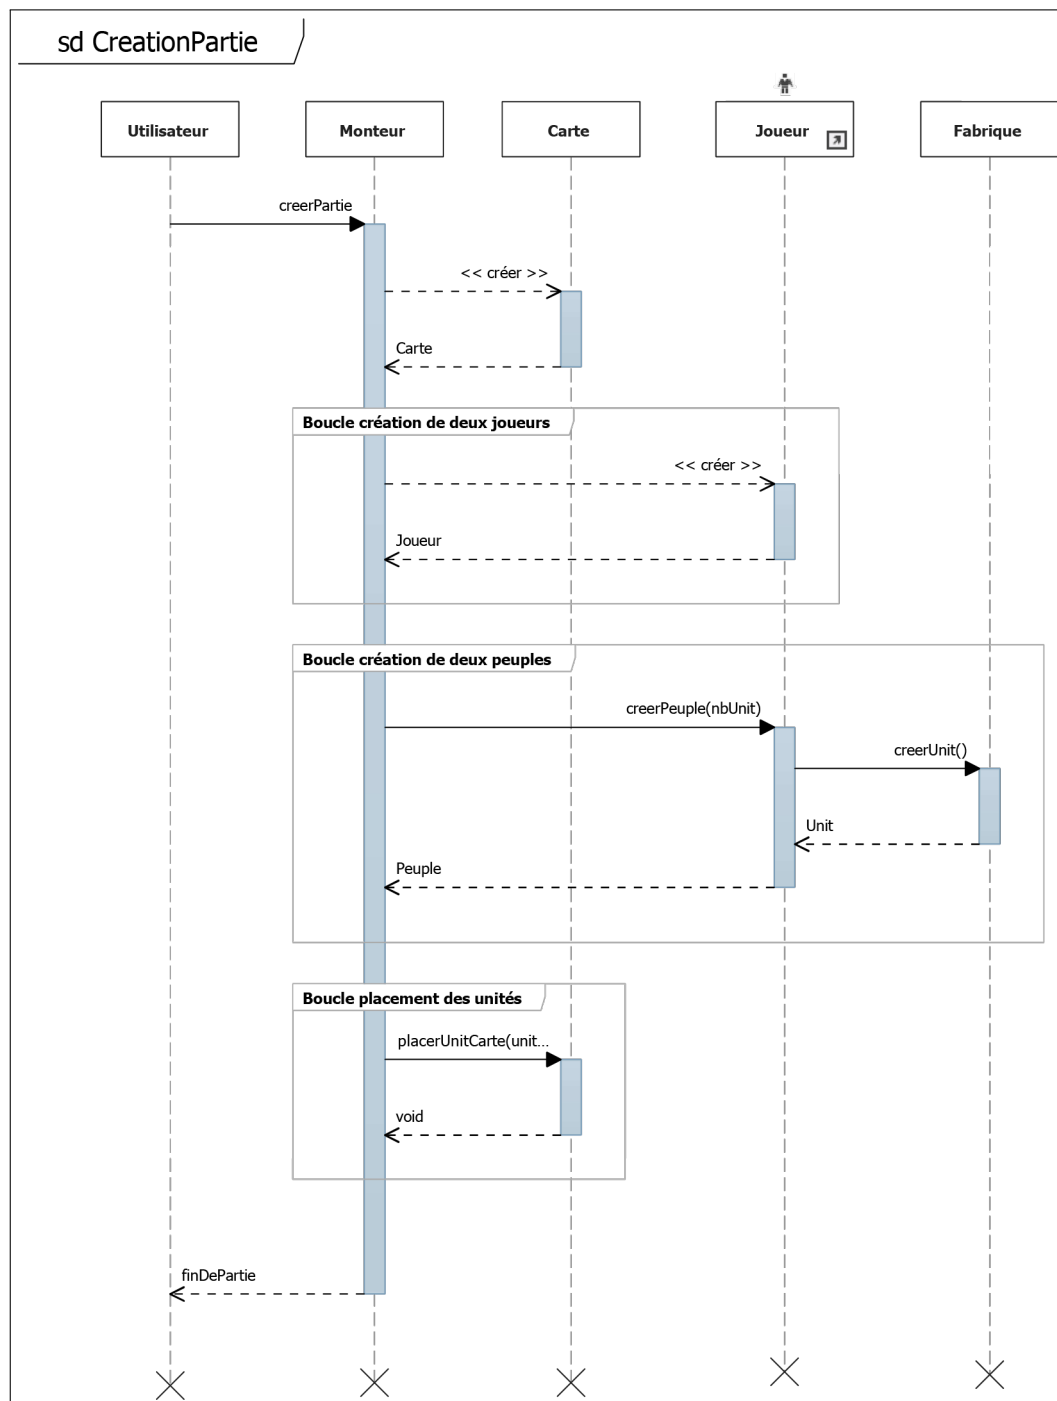 sd CreationPartie
Utilisateur
Monteur
Carte
Joueur
Fabrique
creerPartie
<< créer >>
Carte
Boucle création de deux joueurs
<< créer >>
Joueur
Boucle création de deux peuples
creerPeuple(nbUnit)
creerUnit()
Unit
Peuple
Boucle placement des unités
placerUnitCarte(unit...
void
finDePartie